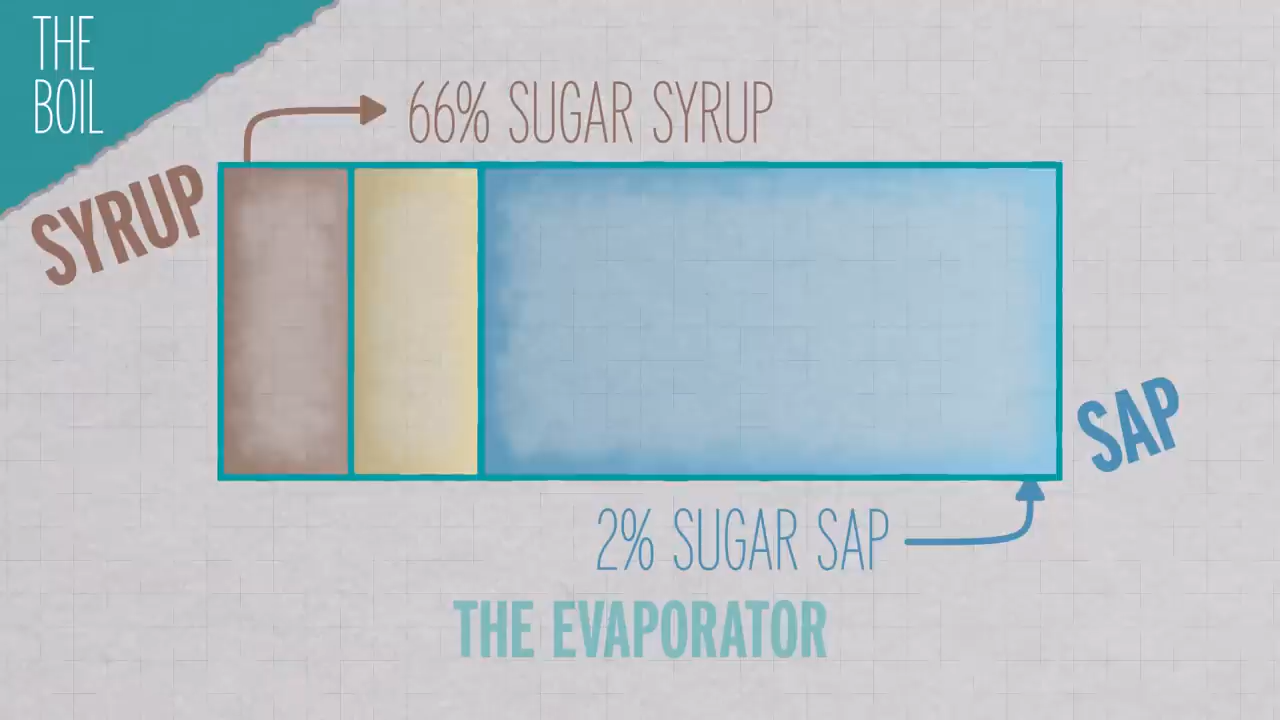 THE
BOIL
66% SUGAR SYRUP
SYRUP
SAP
2% SUGAR SAP
THE EVAPORATOR